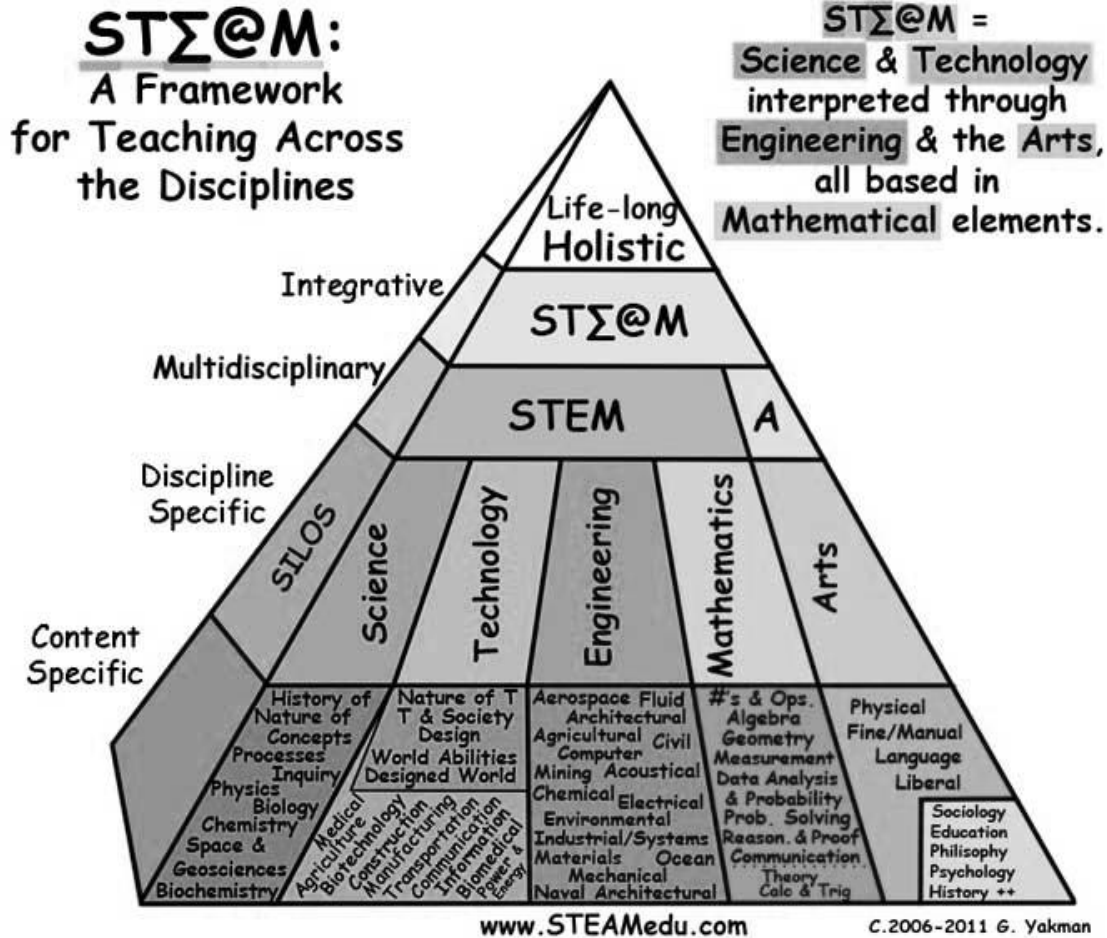 STΣ@M:
A Framework
for Teaching Across
the Disciplines
STΣ@M =
Science & Technology
interpreted through
Engineering & the Arts,
all based in
Mathematical elements.
Life-long
Holistic
Integrative
STΣ@M
Multidisciplinary
STEM
A
Discipline
Specific
SILOS
Science
Technology
Engineering
Mathematics
Arts
Content
Specific
History of
Nature of
Concepts
Processes
Inquiry
Physics
Biology
Chemistry
Space &
Geosciences
Biochemistry
Nature of T
T & Society
Design
World Abilities
Designed World
Medical
Agriculture
Biotechnology
Construction
Manufacturing
Transportation
Communication
Information
Biomedical
Power &
Energy
Aerospace Fluid
Architectural
Agricultural Civil
Computer
Mining Acoustical
Chemical Electrical
Environmental
Industrial/Systems
Materials Ocean
Mechanical
Naval Architectural
#'s & Ops.
Algebra
Geometry
Measurement
Data Analysis
& Probability
Prob. Solving
Reason. & Proof
Communication
Theory
Calc & Trig
Physical
Fine/Manual
Language
Liberal
Sociology
Education
Philisophy
Psychology
History ++
www.STEAMedu.com
C.2006-2011 G. Yakman